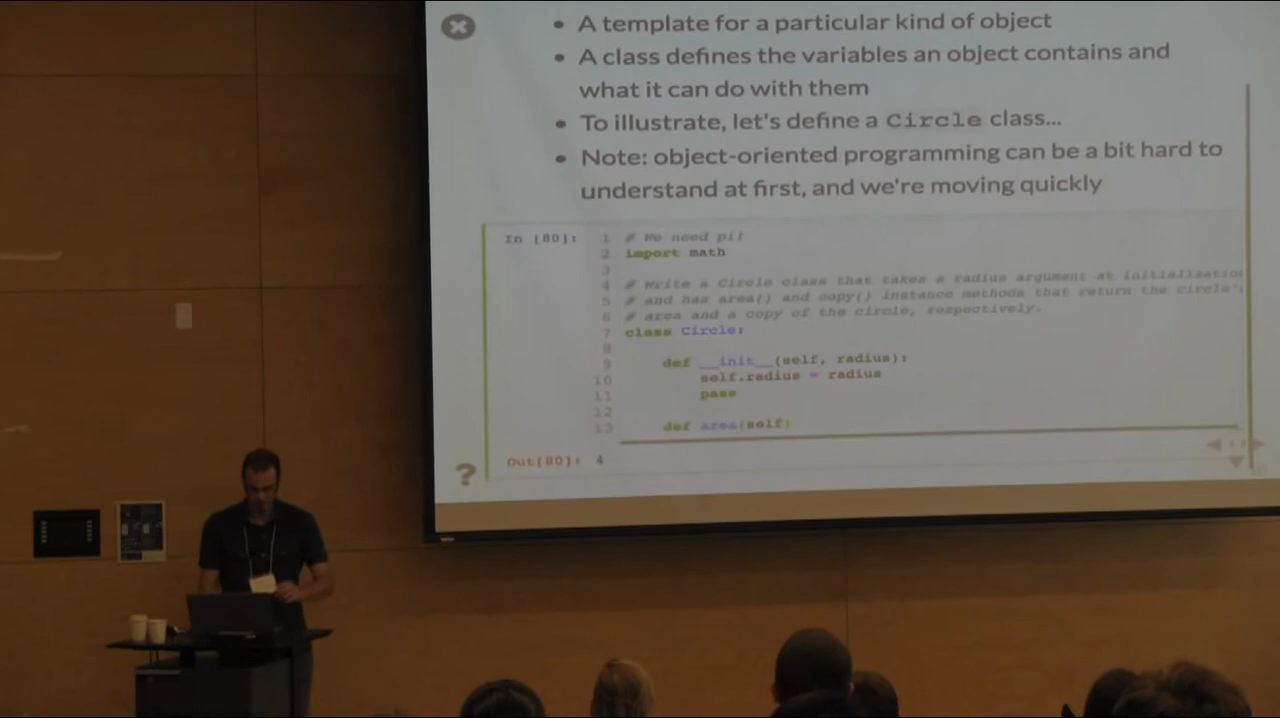 • A template for a particular kind of object
• A class defines the variables an object contains and
what it can do with them
• To illustrate, let's define a Circle class...
• Note: object-oriented programming can be a bit hard to
understand at first, and we're moving quickly
In [80]:
1 # We need pi!
2 import math
3
4 # Write a Circle class that takes a radius argument at initializatio
5 # and has area() and copy() instance methods that return the circle's
6 # area and a copy of the circle, respectively.
7 class Circle:
8
9 def __init__(self, radius):
10 self.radius = radius
11 pass
12
13 def area(self)
Out[80]: 4
?